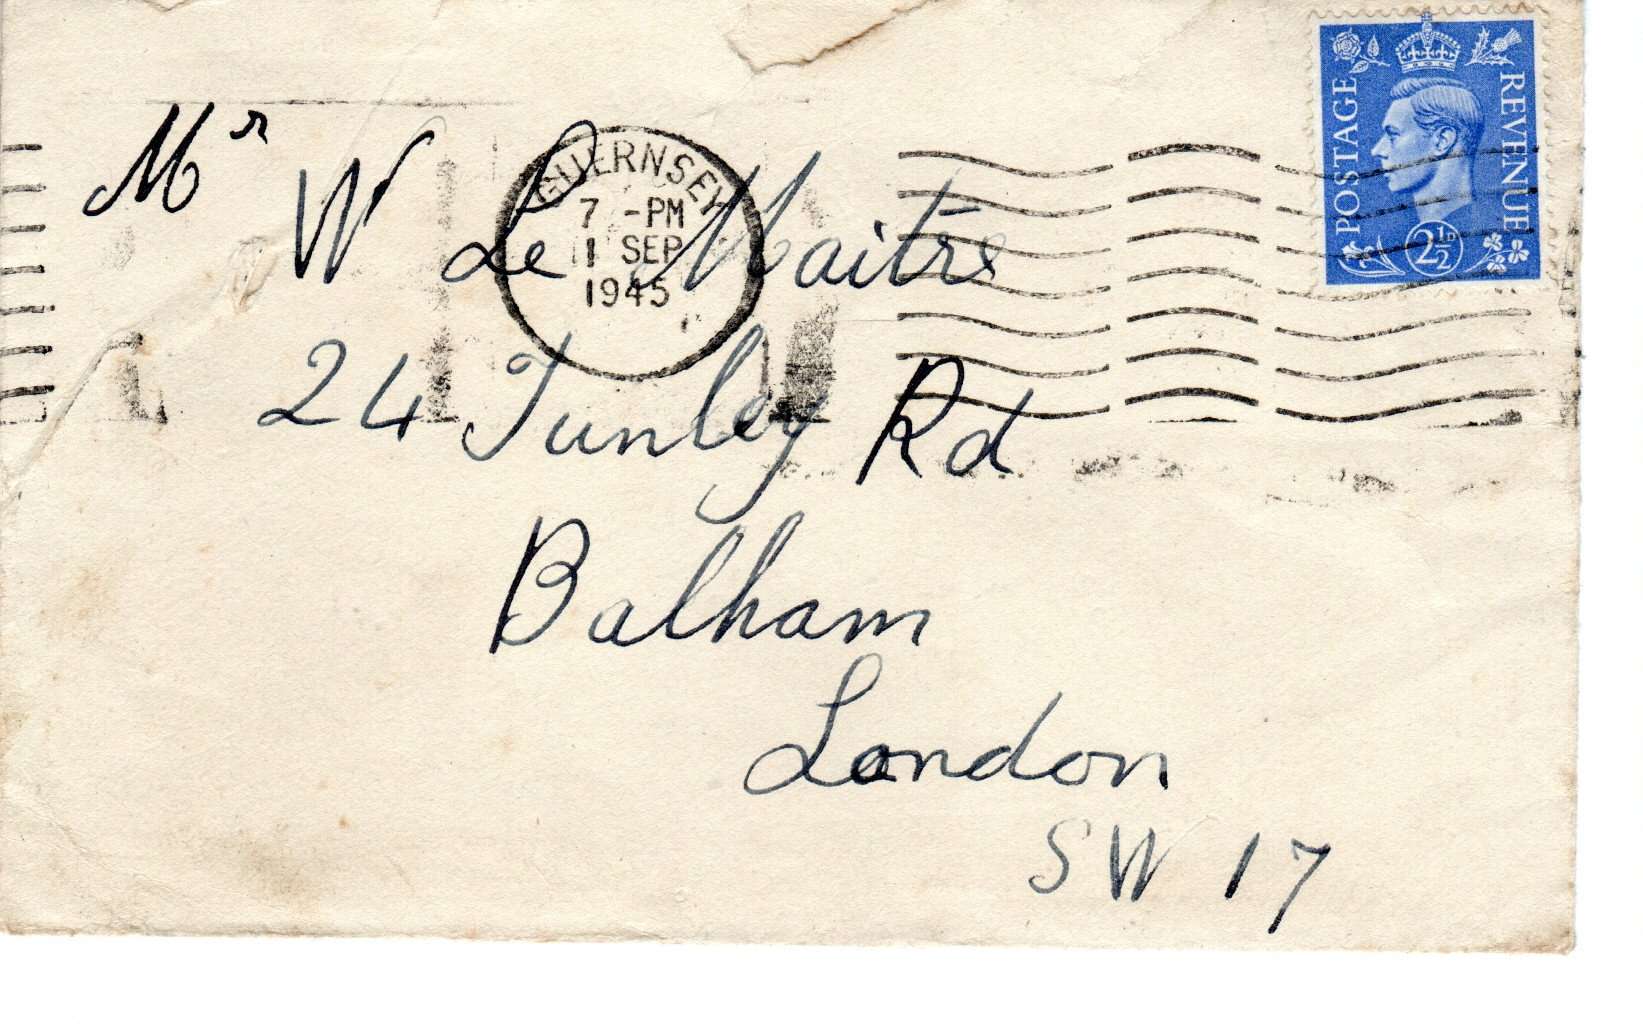 POSTAGE REVENUE
2½D
GUERNSEY
7 -PM
1 SEP
1945
Mr
W Le Maitre
24 Tunley Rd
Balham
London
SW 17